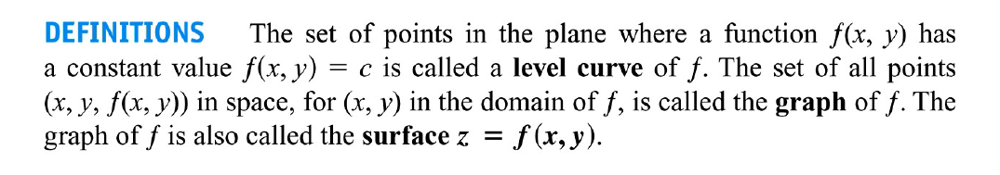 DEFINITIONS The set of points in the plane where a function f(x, y) has
a constant value f(x, y) = c is called a level curve of f. The set of all points
(x, y, f(x, y)) in space, for (x, y) in the domain of f, is called the graph of f. The
graph of f is also called the surface z = f(x, y).